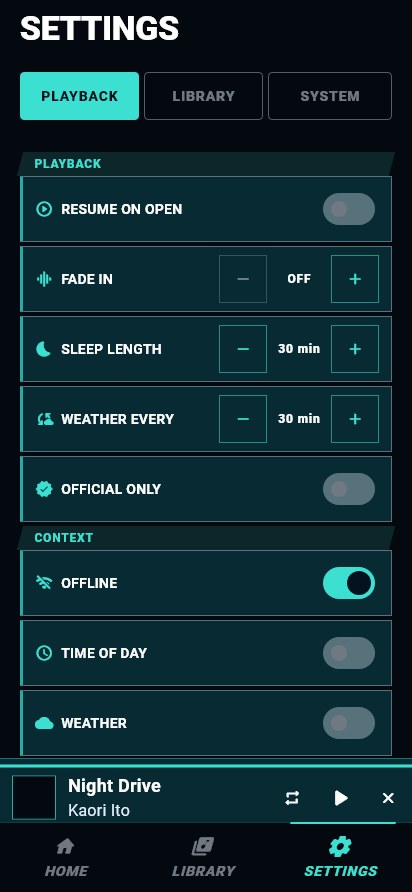 SETTINGS
PLAYBACK LIBRARY SYSTEM
PLAYBACK
RESUME ON OPEN
FADE IN − OFF +
SLEEP LENGTH − 30 min +
WEATHER EVERY − 30 min +
OFFICIAL ONLY
CONTEXT
OFFLINE
TIME OF DAY
WEATHER
Night Drive
Kaori Ito
HOME LIBRARY SETTINGS